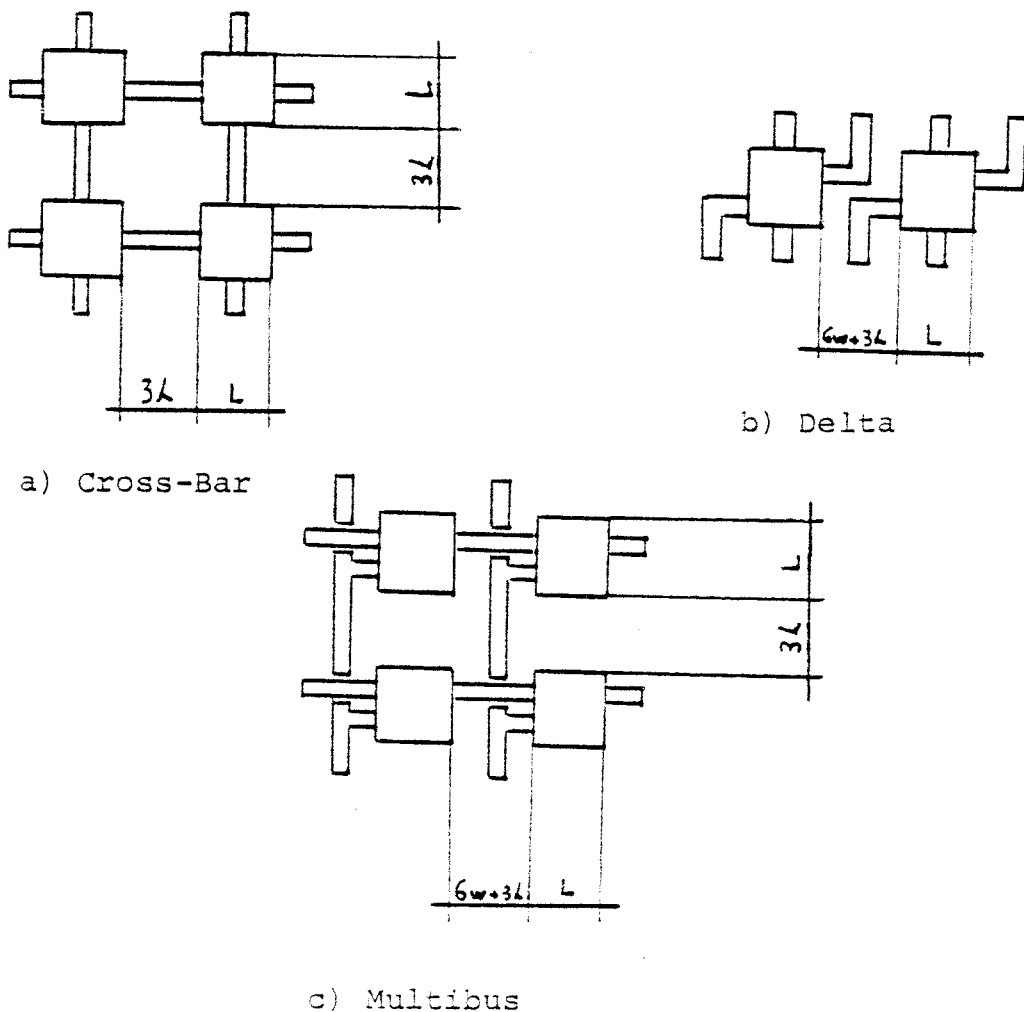 L
3λ
3λ L
a) Cross-Bar
6w+3λ L
b) Delta
L
3λ
6w+3λ L
c) Multibus